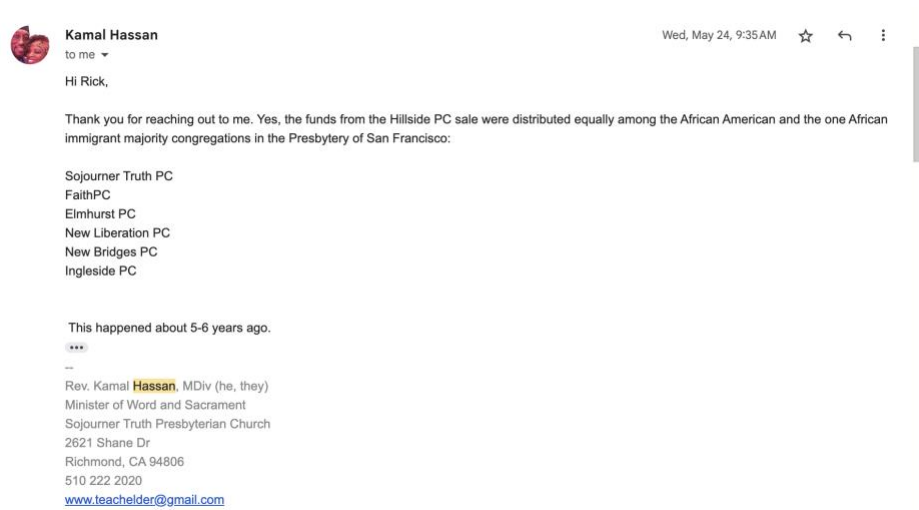 Kamal Hassan
Wed, May 24, 9:35 AM
to me
Hi Rick,
Thank you for reaching out to me. Yes, the funds from the Hillside PC sale were distributed equally among the African American and the one African
immigrant majority congregations in the Presbytery of San Francisco:
Sojourner Truth PC
FaithPC
Elmhurst PC
New Liberation PC
New Bridges PC
Ingleside PC
This happened about 5-6 years ago.
•••
--
Rev. Kamal Hassan, MDiv (he, they)
Minister of Word and Sacrament
Sojourner Truth Presbyterian Church
2621 Shane Dr
Richmond, CA 94806
510 222 2020
www.teachelder@gmail.com